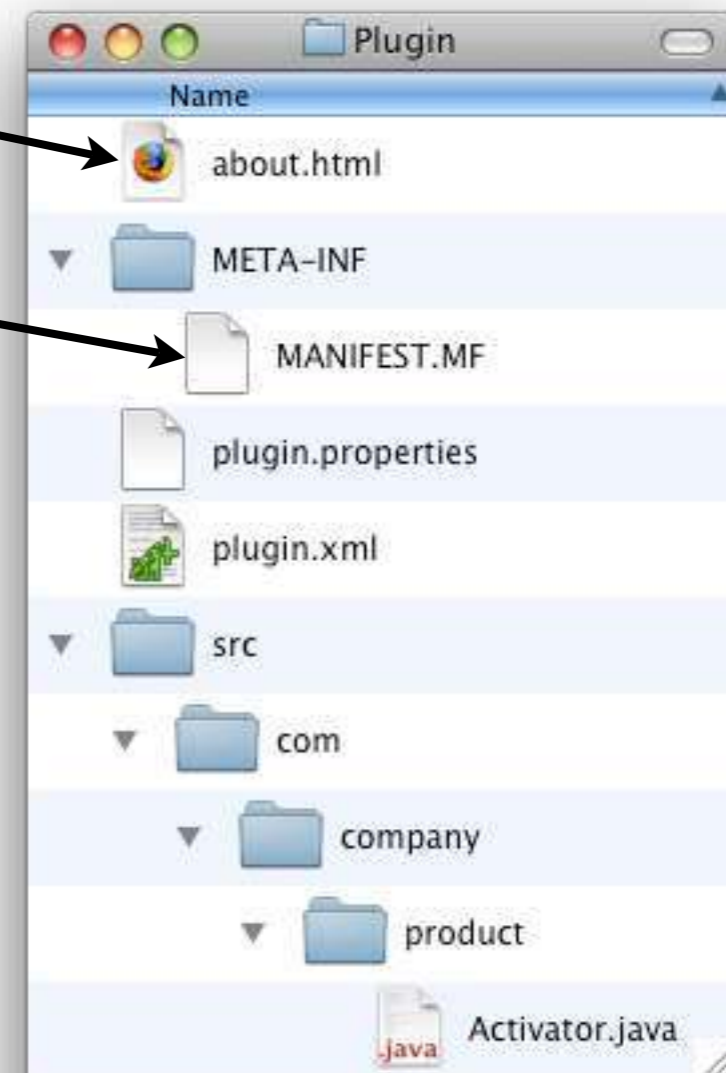 Plugin
Name
about.html
META-INF
MANIFEST.MF
plugin.properties
plugin.xml
src
com
company
product
.java
Activator.java